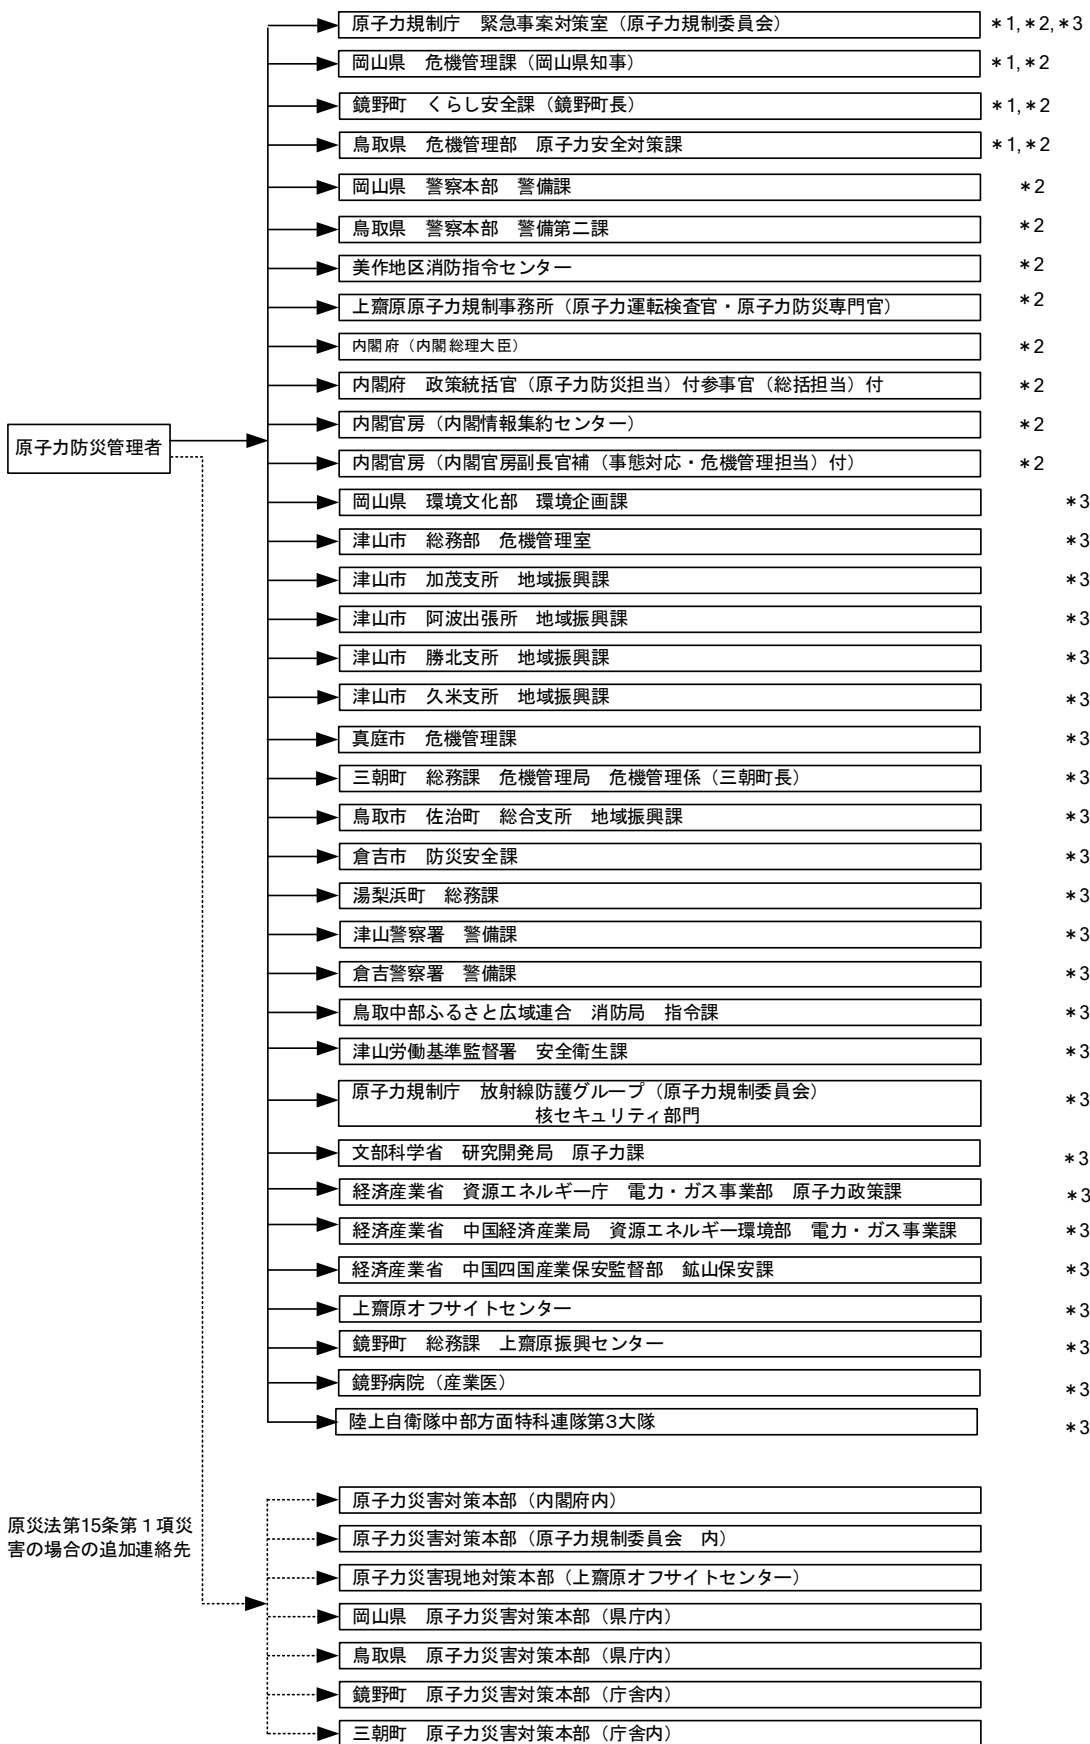 原子力規制庁　緊急事案対策室（原子力規制委員会） ＊1,＊2,＊3
岡山県　危機管理課（岡山県知事） ＊1,＊2
鏡野町　くらし安全課（鏡野町長） ＊1,＊2
鳥取県　危機管理部　原子力安全対策課 ＊1,＊2
岡山県　警察本部　警備課 ＊2
鳥取県　警察本部　警備第二課 ＊2
美作地区消防指令センター ＊2
上齋原原子力規制事務所（原子力運転検査官・原子力防災専門官） ＊2
内閣府（内閣総理大臣） ＊2
内閣府　政策統括官（原子力防災担当）付参事官（総括担当）付 ＊2
内閣官房（内閣情報集約センター） ＊2
原子力防災管理者
内閣官房（内閣官房副長官補（事態対応・危機管理担当）付） ＊2
岡山県　環境文化部　環境企画課 ＊3
津山市　総務部　危機管理室 ＊3
津山市　加茂支所　地域振興課 ＊3
津山市　阿波出張所　地域振興課 ＊3
津山市　勝北支所　地域振興課 ＊3
津山市　久米支所　地域振興課 ＊3
真庭市　危機管理課 ＊3
三朝町　総務課　危機管理局　危機管理係（三朝町長） ＊3
鳥取市　佐治町　総合支所　地域振興課 ＊3
倉吉市　防災安全課 ＊3
湯梨浜町　総務課 ＊3
津山警察署　警備課 ＊3
倉吉警察署　警備課 ＊3
鳥取中部ふるさと広域連合　消防局　指令課 ＊3
津山労働基準監督署　安全衛生課 ＊3
原子力規制庁　放射線防護グループ（原子力規制委員会） ＊3
核セキュリティ部門
文部科学省　研究開発局　原子力課 ＊3
経済産業省　資源エネルギー庁　電力・ガス事業部　原子力政策課 ＊3
経済産業省　中国経済産業局　資源エネルギー環境部　電力・ガス事業課 ＊3
経済産業省　中国四国産業保安監督部　鉱山保安課 ＊3
上齋原オフサイトセンター ＊3
鏡野町　総務課　上齋原振興センター ＊3
鏡野病院（産業医） ＊3
陸上自衛隊中部方面特科連隊第3大隊 ＊3
原災法第15条第１項災
害の場合の追加連絡先
原子力災害対策本部（内閣府内）
原子力災害対策本部（原子力規制委員会　内）
原子力災害現地対策本部（上齋原オフサイトセンター）
岡山県　原子力災害対策本部（県庁内）
鳥取県　原子力災害対策本部（県庁内）
鏡野町　原子力災害対策本部（庁舎内）
三朝町　原子力災害対策本部（庁舎内）